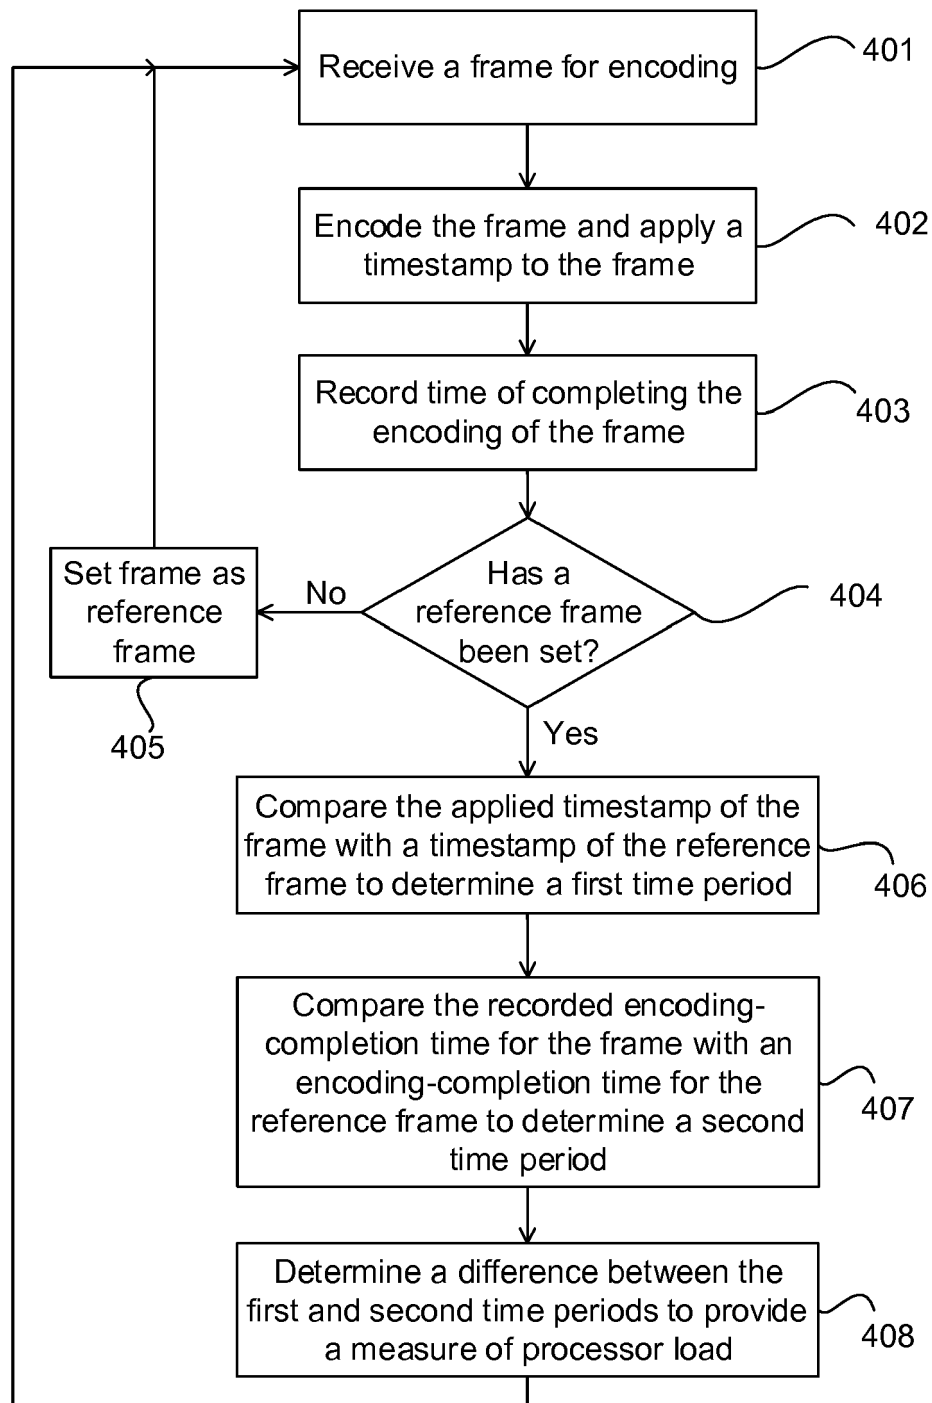 Receive a frame for encoding
401
Encode the frame and apply a
timestamp to the frame
402
Record time of completing the
encoding of the frame
403
Has a
reference frame
been set?
404
No
Set frame as
reference
frame
405
Yes
Compare the applied timestamp of the
frame with a timestamp of the reference
frame to determine a first time period
406
Compare the recorded encoding-
completion time for the frame with an
encoding-completion time for the
reference frame to determine a second
time period
407
Determine a difference between the
first and second time periods to provide
a measure of processor load
408